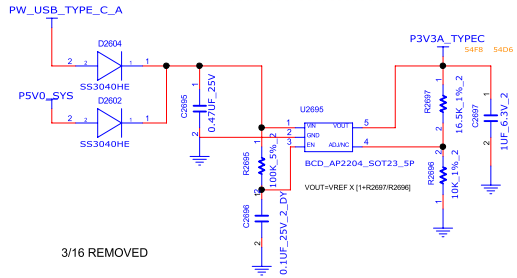 PW_USB_TYPE_C_A
D2604
2
1
SS3040HE
P5V0_SYS
D2602
2
1
SS3040HE
1
C2695
0.47UF_25V
2
U2695
1
VIN
VOUT
5
2
GND
3
EN
ADJ/NC
4
BCD_AP2204_SOT23_5P
VOUT=VREF X [1+R2697/R2696]
1
R2695
100K_5%_2
C2696
0.1UF_25V_2_DY
2
P3V3A_TYPEC
54F8 54D6
1
R2697
16.5K_1%_2
2
1
R2696
10K_1%_2
2
1
C2697
1UF_6.3V_2
2
3/16 REMOVED